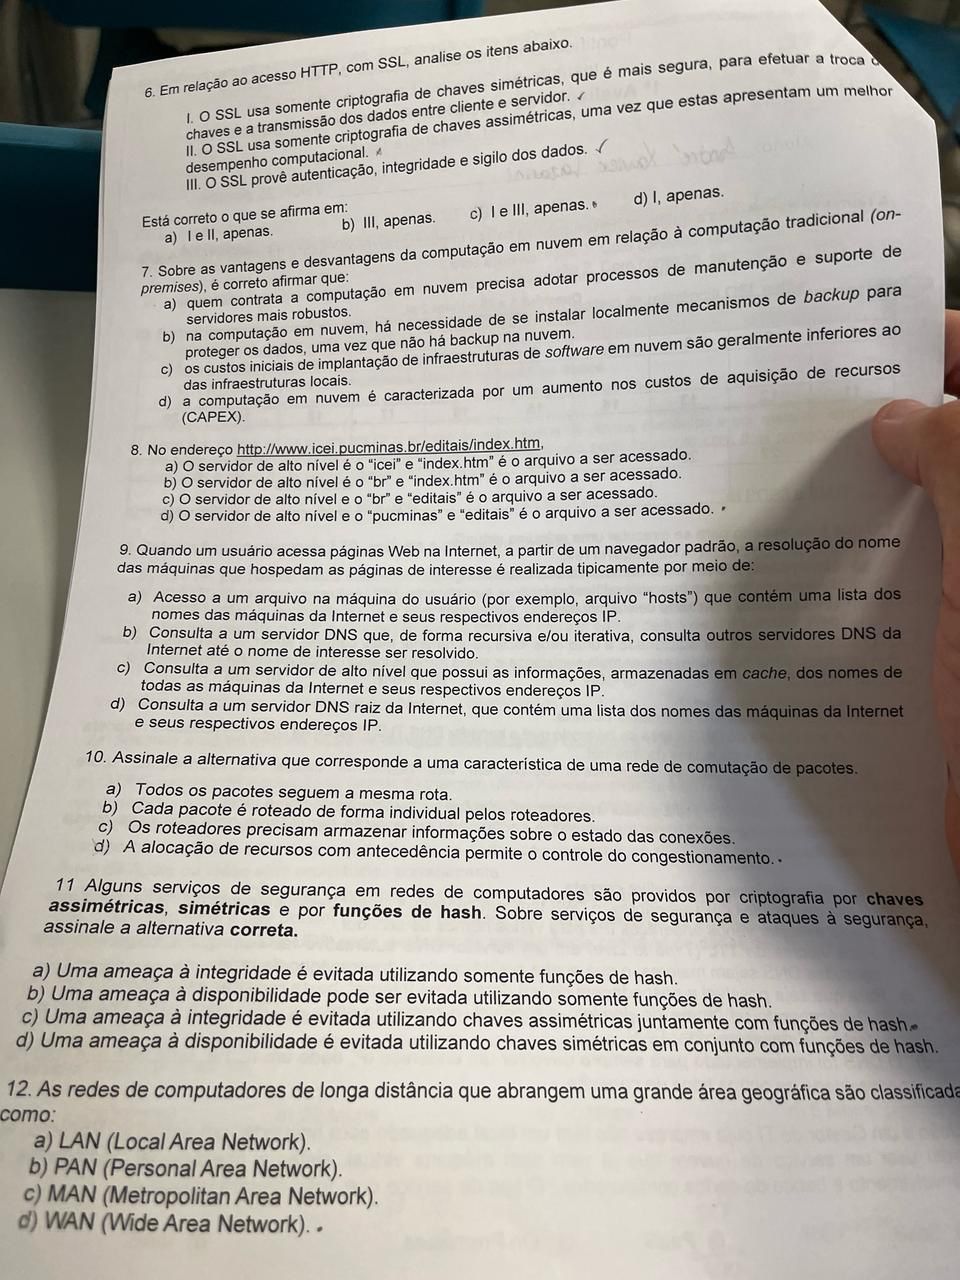 6. Em relação ao acesso HTTP, com SSL, analise os itens abaixo.
I. O SSL usa somente criptografia de chaves simétricas, que é mais segura, para efetuar a troca
chaves e a transmissão dos dados entre cliente e servidor. ✓
II. O SSL usa somente criptografia de chaves assimétricas, uma vez que estas apresentam um melhor
desempenho computacional.
III. O SSL provê autenticação, integridade e sigilo dos dados. ✓
Está correto o que se afirma em:
a) I e II, apenas. b) III, apenas. c) I e III, apenas. d) I, apenas.
7. Sobre as vantagens e desvantagens da computação em nuvem em relação à computação tradicional (on-
premises), é correto afirmar que:
a) quem contrata a computação em nuvem precisa adotar processos de manutenção e suporte de
servidores mais robustos.
b) na computação em nuvem, há necessidade de se instalar localmente mecanismos de backup para
proteger os dados, uma vez que não há backup na nuvem.
c) os custos iniciais de implantação de infraestruturas de software em nuvem são geralmente inferiores ao
das infraestruturas locais.
d) a computação em nuvem é caracterizada por um aumento nos custos de aquisição de recursos
(CAPEX).
8. No endereço http://www.icei.pucminas.br/editais/index.htm,
a) O servidor de alto nível é o “icei” e “index.htm” é o arquivo a ser acessado.
b) O servidor de alto nível é o “br” e “index.htm” é o arquivo a ser acessado.
c) O servidor de alto nível e o “br” e “editais” é o arquivo a ser acessado.
d) O servidor de alto nível e o “pucminas” e “editais” é o arquivo a ser acessado.
9. Quando um usuário acessa páginas Web na Internet, a partir de um navegador padrão, a resolução do nome
das máquinas que hospedam as páginas de interesse é realizada tipicamente por meio de:
a) Acesso a um arquivo na máquina do usuário (por exemplo, arquivo “hosts”) que contém uma lista dos
nomes das máquinas da Internet e seus respectivos endereços IP.
b) Consulta a um servidor DNS que, de forma recursiva e/ou iterativa, consulta outros servidores DNS da
Internet até o nome de interesse ser resolvido.
c) Consulta a um servidor de alto nível que possui as informações, armazenadas em cache, dos nomes de
todas as máquinas da Internet e seus respectivos endereços IP.
d) Consulta a um servidor DNS raiz da Internet, que contém uma lista dos nomes das máquinas da Internet
e seus respectivos endereços IP.
10. Assinale a alternativa que corresponde a uma característica de uma rede de comutação de pacotes.
a) Todos os pacotes seguem a mesma rota.
b) Cada pacote é roteado de forma individual pelos roteadores.
c) Os roteadores precisam armazenar informações sobre o estado das conexões.
d) A alocação de recursos com antecedência permite o controle do congestionamento.
11 Alguns serviços de segurança em redes de computadores são providos por criptografia por chaves
assimétricas, simétricas e por funções de hash. Sobre serviços de segurança e ataques à segurança,
assinale a alternativa correta.
a) Uma ameaça à integridade é evitada utilizando somente funções de hash.
b) Uma ameaça à disponibilidade pode ser evitada utilizando somente funções de hash.
c) Uma ameaça à integridade é evitada utilizando chaves assimétricas juntamente com funções de hash.
d) Uma ameaça à disponibilidade é evitada utilizando chaves simétricas em conjunto com funções de hash.
12. As redes de computadores de longa distância que abrangem uma grande área geográfica são classificada
como:
a) LAN (Local Area Network).
b) PAN (Personal Area Network).
c) MAN (Metropolitan Area Network).
d) WAN (Wide Area Network).